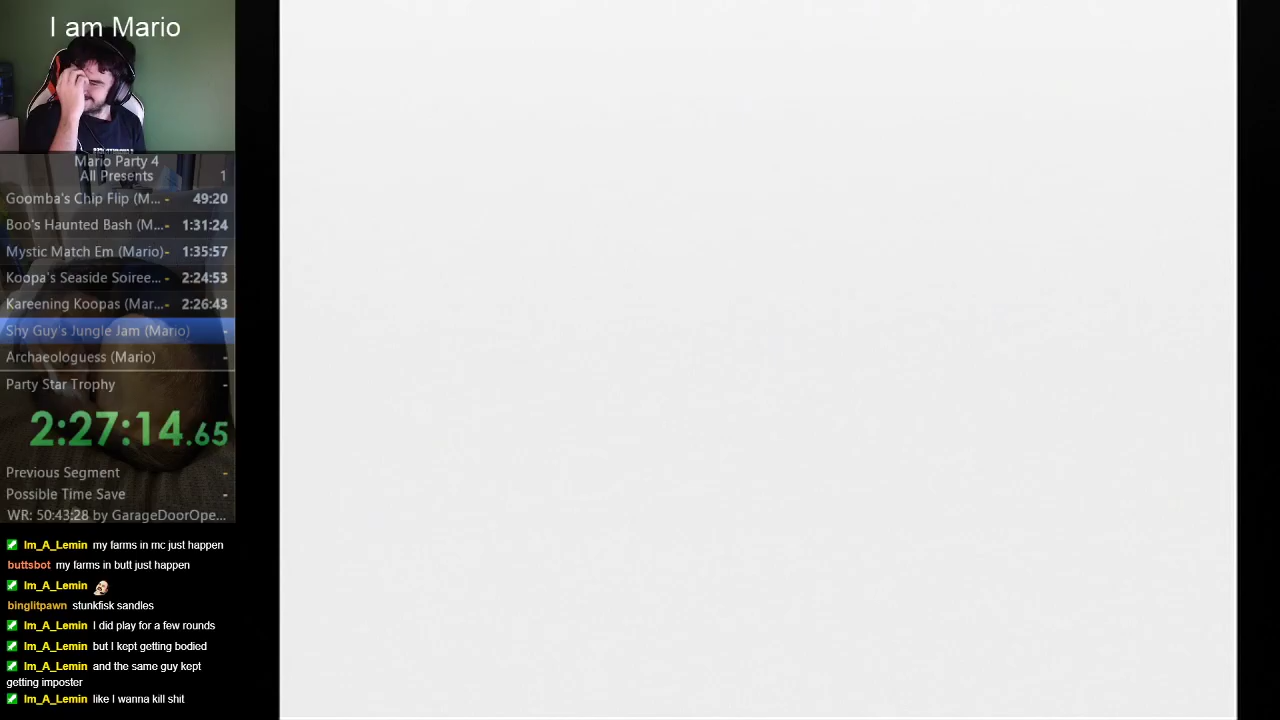 I am Mario
Mario Party 4
All Presents 1
Goomba's Chip Flip (M... - 49:20
Boo's Haunted Bash (M... - 1:31:24
Mystic Match Em (Mario) - 1:35:57
Koopa's Seaside Soiree... - 2:24:53
Kareening Koopas (Mar... - 2:26:43
Shy Guy's Jungle Jam (Mario) -
Archaeologuess (Mario) -
Party Star Trophy -
2:27:14.65
Previous Segment -
Possible Time Save -
WR: 50:43:28 by GarageDoorOpe...
Im_A_Lemin my farms in mc just happen
buttsbot my farms in butt just happen
Im_A_Lemin
binglitpawn stunkfisk sandles
Im_A_Lemin I did play for a few rounds
Im_A_Lemin but I kept getting bodied
Im_A_Lemin and the same guy kept
getting imposter
Im_A_Lemin like I wanna kill shit